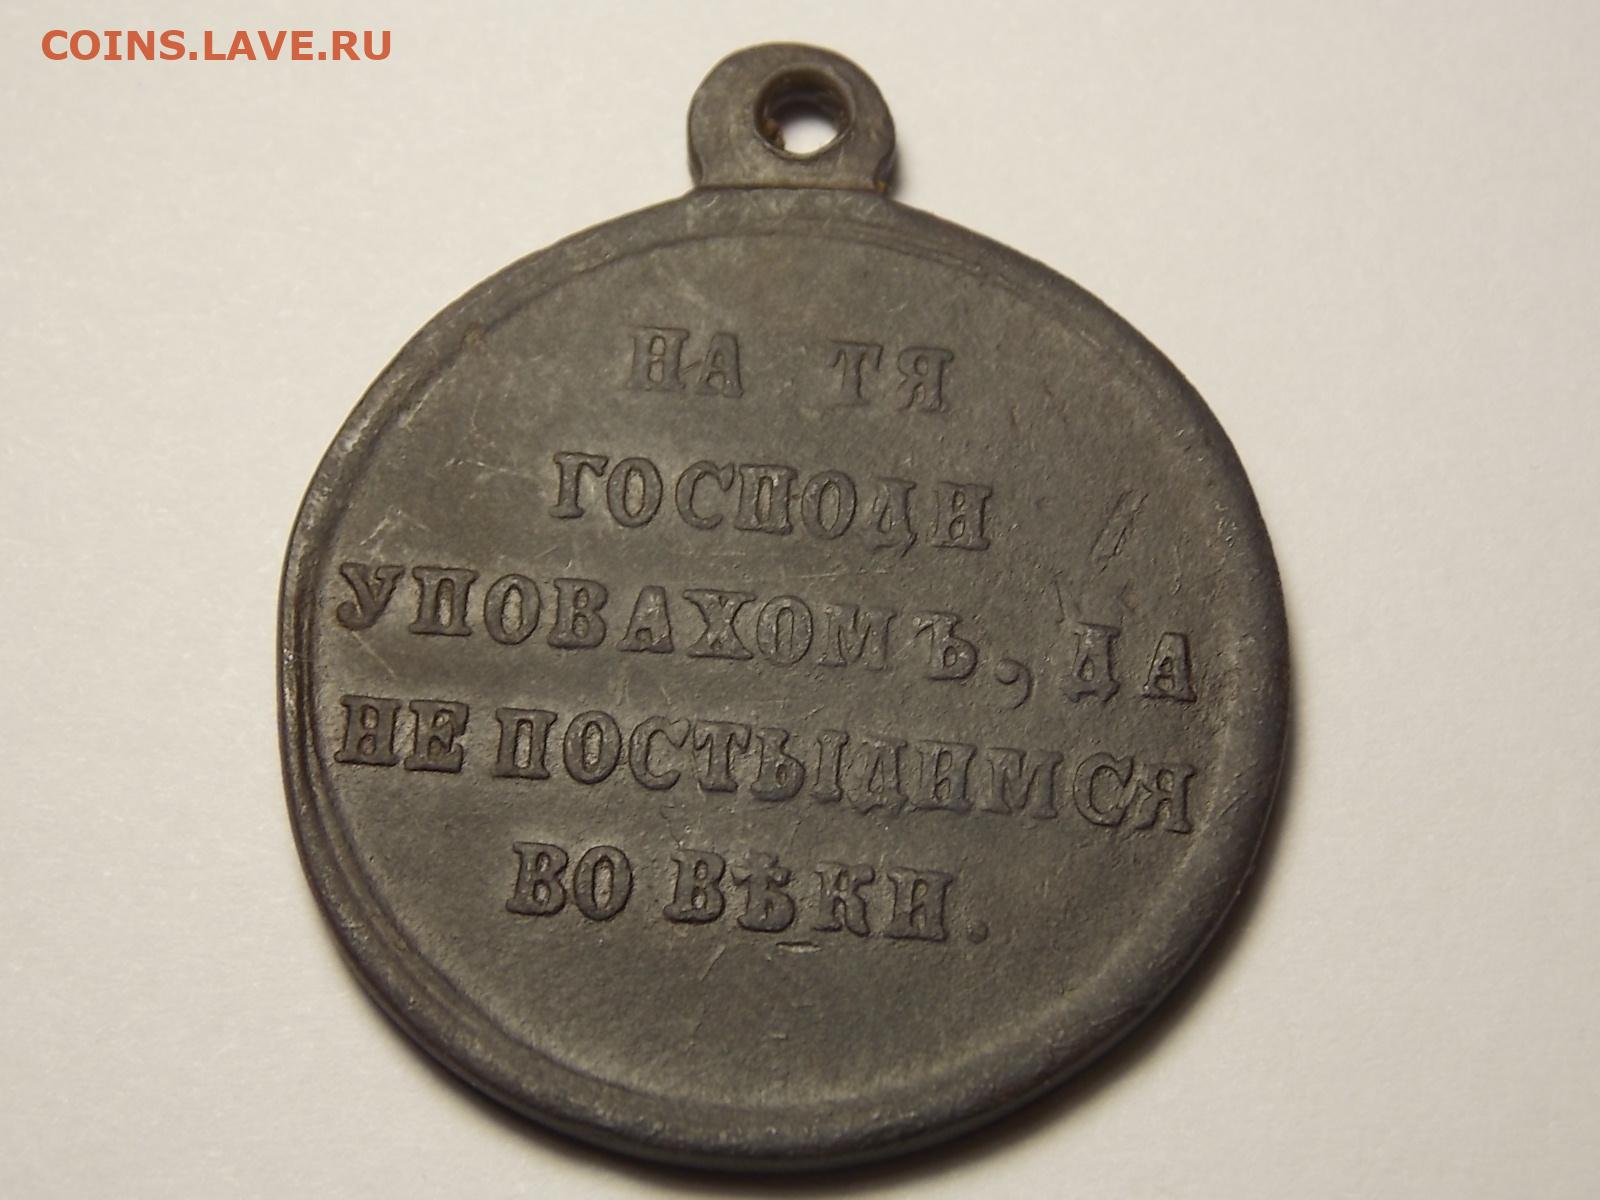 COINS.LAVE.RU
НА ТЯ
ГОСПОДИ
УПОВАХОМЪ, ДА
НЕ ПОСТЫДИМСЯ
ВО ВѢКИ.